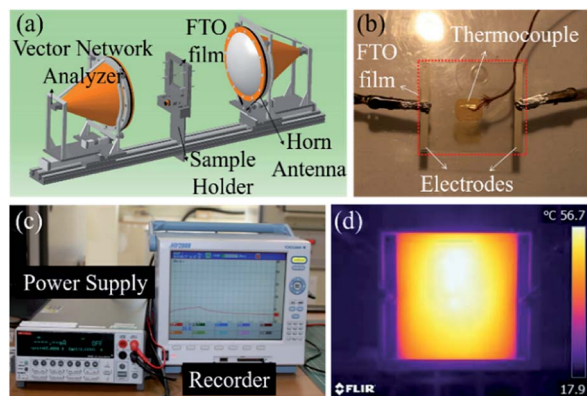 (a)
Vector Network
Analyzer
FTO
film
Sample
Holder
Horn
Antenna
(b)
FTO
film
Thermocouple
Electrodes
(c)
Power Supply
OFF
Recorder
(d)
°C 56.7
17.9
FLIR